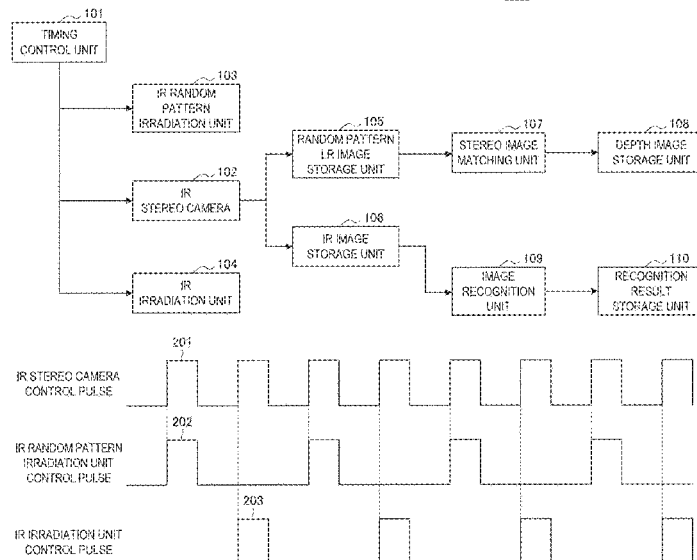 101
TIMING
CONTROL UNIT
103
IR RANDOM
PATTERN
IRRADIATION UNIT
105
RANDOM PATTERN
LR IMAGE
STORAGE UNIT
107
STEREO IMAGE
MATCHING UNIT
108
DEPTH IMAGE
STORAGE UNIT
102
IR
STEREO CAMERA
106
IR IMAGE
STORAGE UNIT
104
IR
IRRADIATION UNIT
109
IMAGE
RECOGNITION
UNIT
110
RECOGNITION
RESULT
STORAGE UNIT
201
IR STEREO CAMERA
CONTROL PULSE
202
IR RANDOM PATTERN
IRRADIATION UNIT
CONTROL PULSE
203
IR IRRADIATION UNIT
CONTROL PULSE